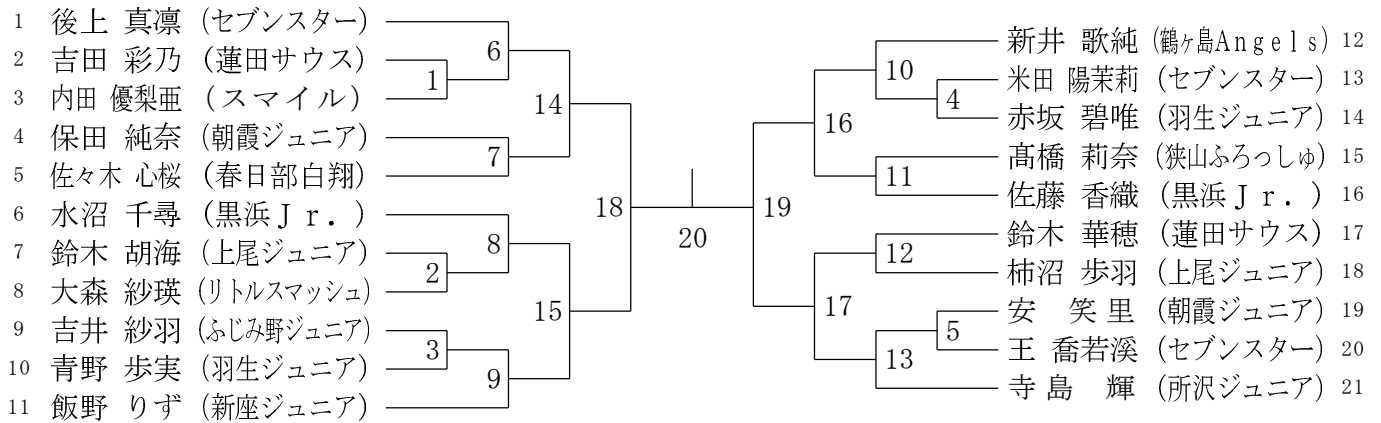 1 後上 真凛 (セブンスター)
2 吉田 彩乃 (蓮田サウス)
3 内田 優梨亜 (スマイル)
4 保田 純奈 (朝霞ジュニア)
5 佐々木 心桜 (春日部白翔)
6 水沼 千尋 (黒浜Jr.)
7 鈴木 胡海 (上尾ジュニア)
8 大森 紗瑛 (リトルスマッシュ)
9 吉井 紗羽 (ふじみ野ジュニア)
10 青野 歩実 (羽生ジュニア)
11 飯野 りず (新座ジュニア)
6
1
14
7
18
8
2
15
3
9
20
19
16
10
4
11
17
12
5
13
新井 歌純 (鶴ヶ島Angels) 12
米田 陽茉莉 (セブンスター) 13
赤坂 碧唯 (羽生ジュニア) 14
髙橋 莉奈 (狭山ふろっしゅ) 15
佐藤 香織 (黒浜Jr.) 16
鈴木 華穂 (蓮田サウス) 17
柿沼 歩羽 (上尾ジュニア) 18
安 笑里 (朝霞ジュニア) 19
王 喬若溪 (セブンスター) 20
寺島 輝 (所沢ジュニア) 21